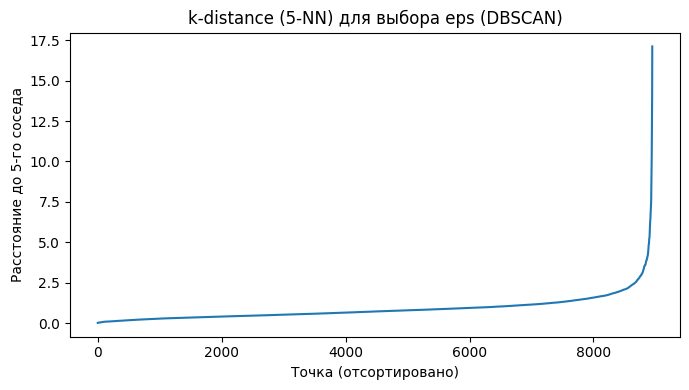 k-distance (5-NN) для выбора eps (DBSCAN)
17.5
15.0
12.5
10.0
7.5
5.0
2.5
0.0
Расстояние до 5-го соседа
0 2000 4000 6000 8000
Точка (отсортировано)